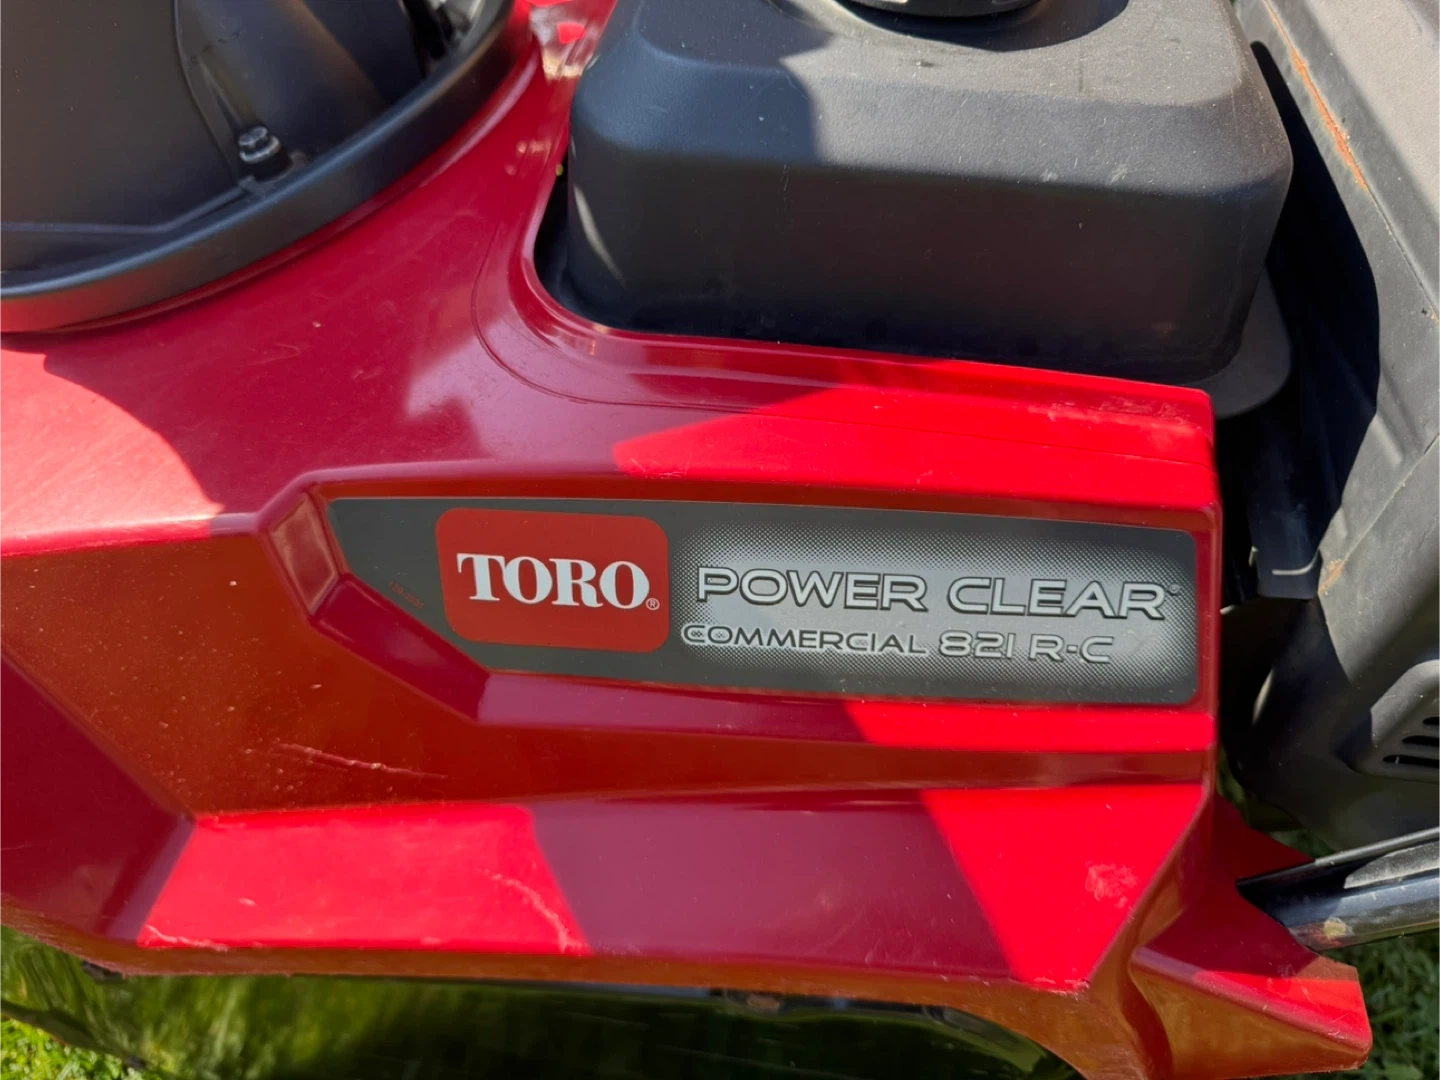 TORO®
POWER CLEAR®
COMMERCIAL 821 R-C